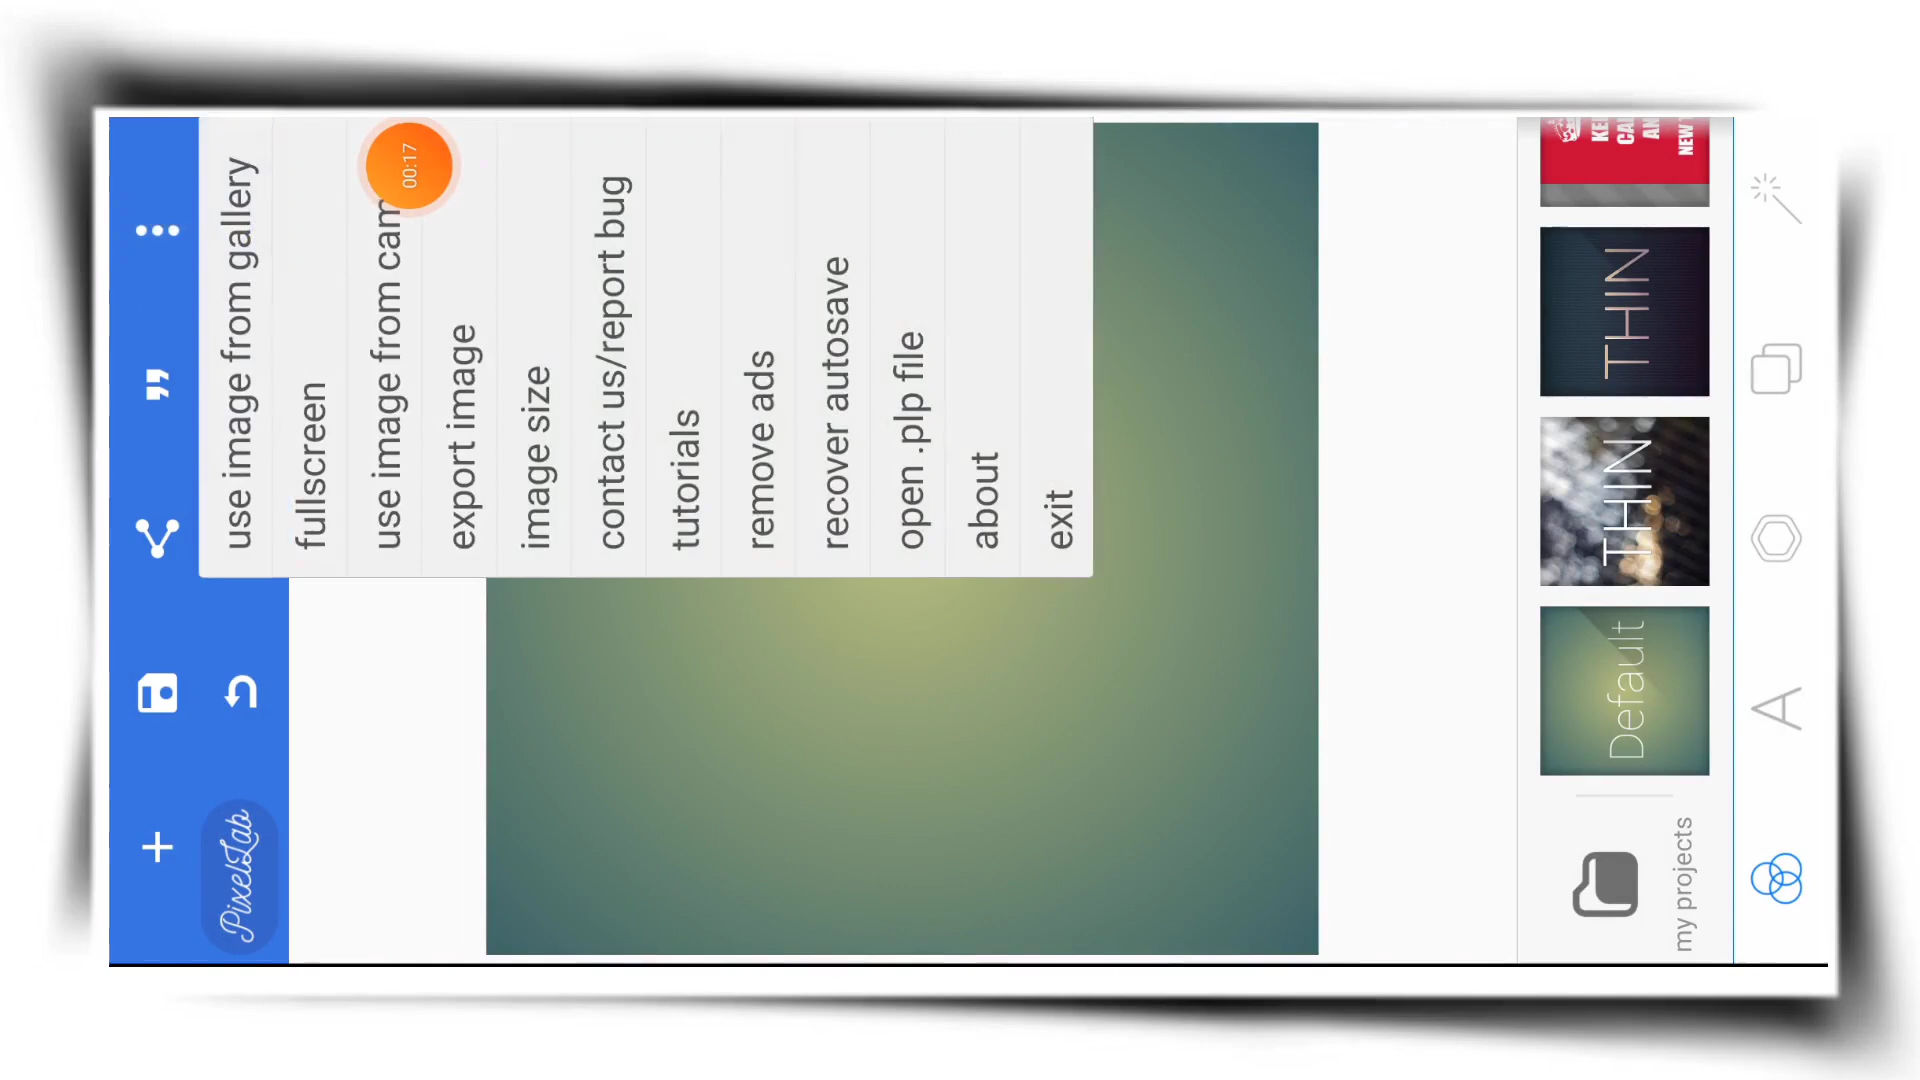 PixelLab
use image from gallery
fullscreen
use image from cam
00:17
export image
image size
contact us/report bug
tutorials
remove ads
recover autosave
open .plp file
about
exit
my projects
Default
THIN
THIN
NEW